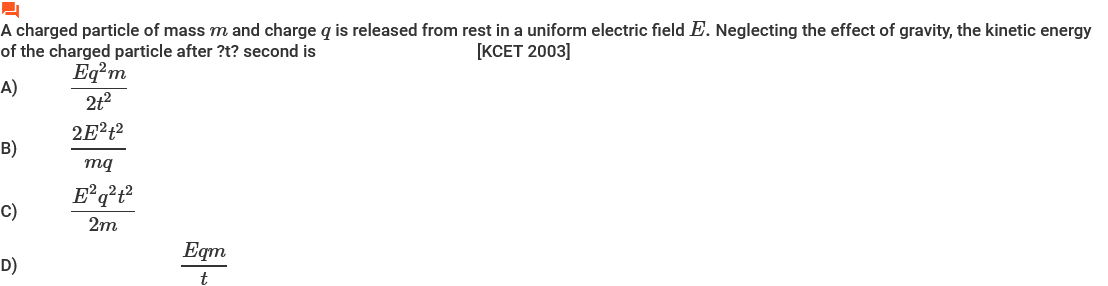 A charged particle of mass m and charge q is released from rest in a uniform electric field E. Neglecting the effect of gravity, the kinetic energy
of the charged particle after ?t? second is [KCET 2003]
A) \frac{Eq^2m}{2t^2}
B) \frac{2E^2t^2}{mq}
C) \frac{E^2q^2t^2}{2m}
D) \frac{Eqm}{t}